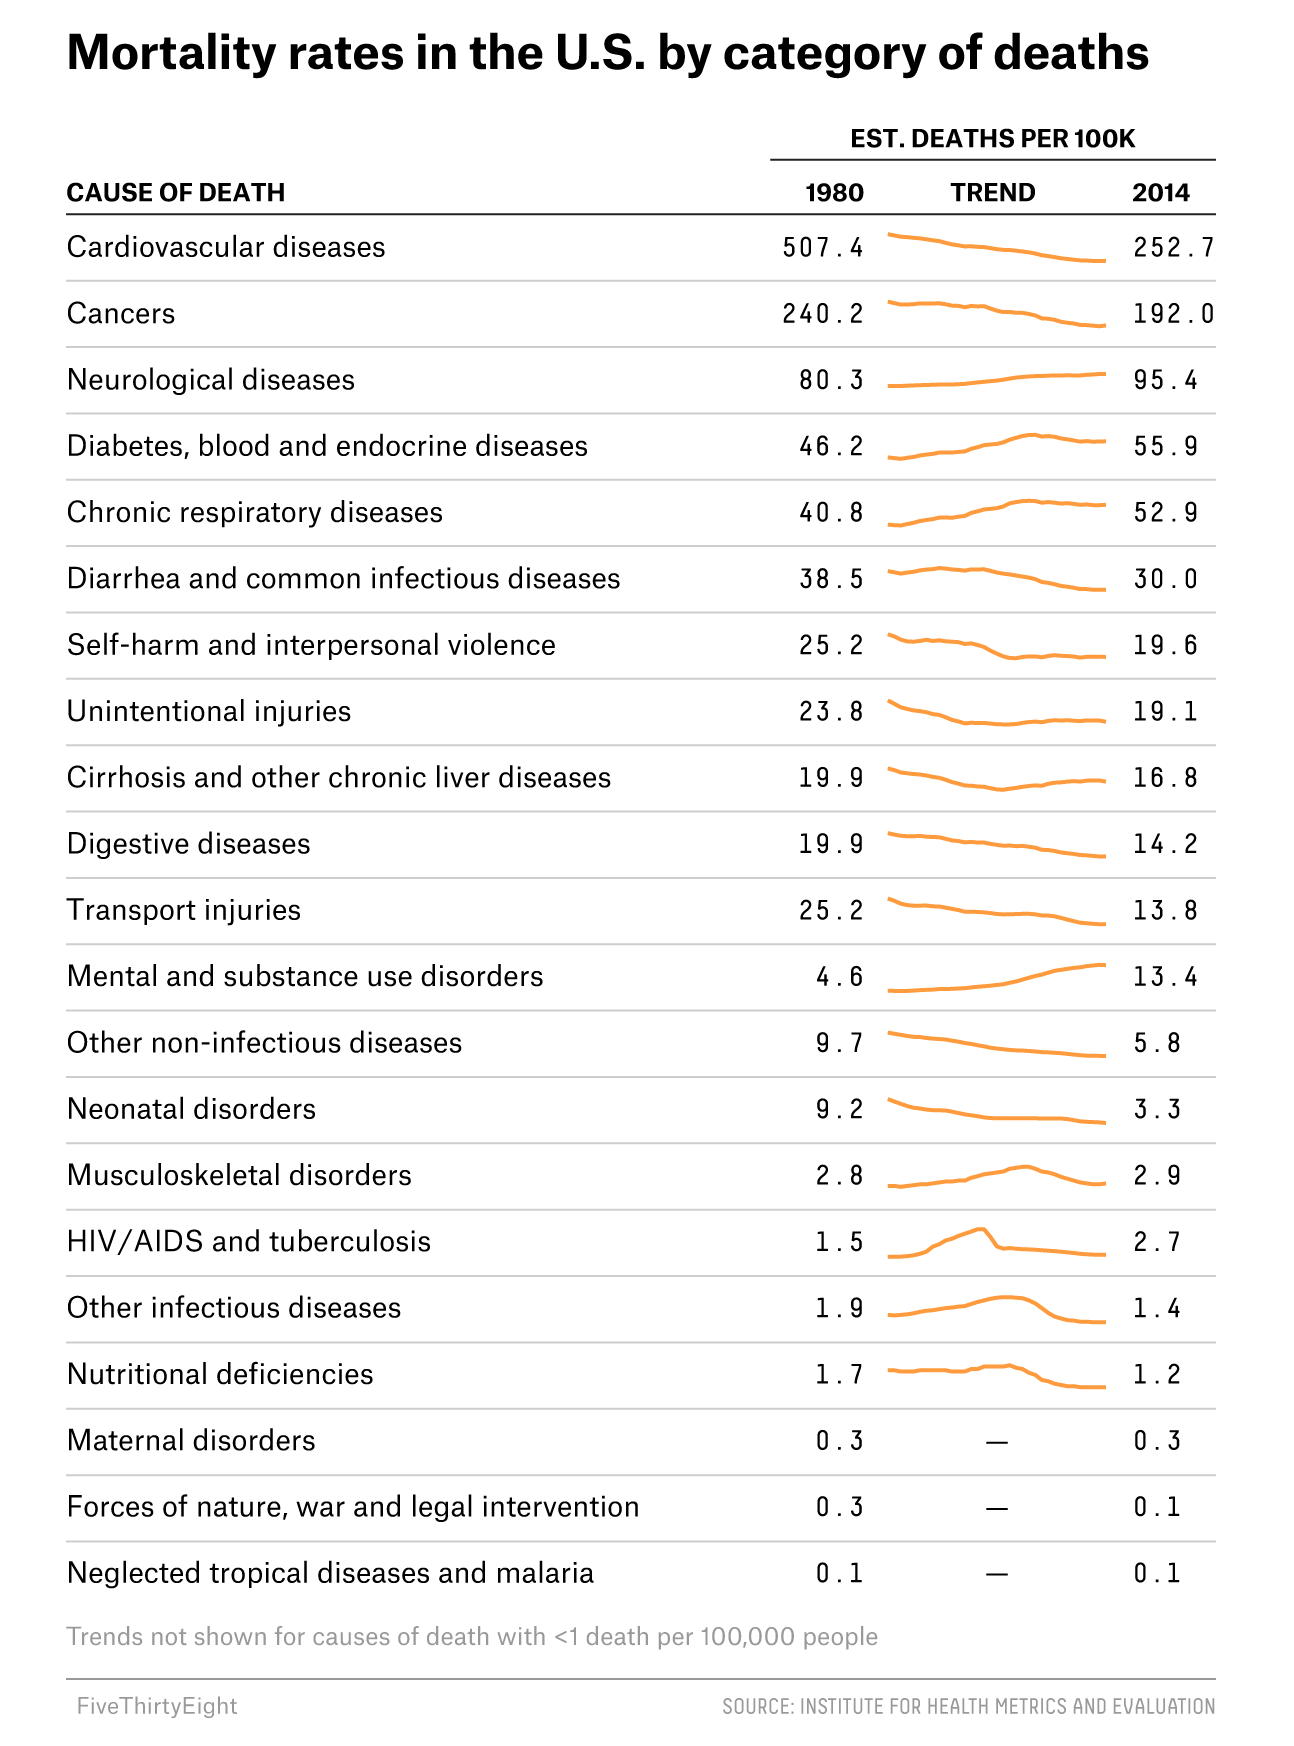 Mortality rates in the U.S. by category of deaths
EST. DEATHS PER 100K
CAUSE OF DEATH 1980 TREND 2014
Cardiovascular diseases 507.4 252.7
Cancers 240.2 192.0
Neurological diseases 80.3 95.4
Diabetes, blood and endocrine diseases 46.2 55.9
Chronic respiratory diseases 40.8 52.9
Diarrhea and common infectious diseases 38.5 30.0
Self-harm and interpersonal violence 25.2 19.6
Unintentional injuries 23.8 19.1
Cirrhosis and other chronic liver diseases 19.9 16.8
Digestive diseases 19.9 14.2
Transport injuries 25.2 13.8
Mental and substance use disorders 4.6 13.4
Other non-infectious diseases 9.7 5.8
Neonatal disorders 9.2 3.3
Musculoskeletal disorders 2.8 2.9
HIV/AIDS and tuberculosis 1.5 2.7
Other infectious diseases 1.9 1.4
Nutritional deficiencies 1.7 1.2
Maternal disorders 0.3 — 0.3
Forces of nature, war and legal intervention 0.3 — 0.1
Neglected tropical diseases and malaria 0.1 — 0.1
Trends not shown for causes of death with <1 death per 100,000 people
FiveThirtyEight SOURCE: INSTITUTE FOR HEALTH METRICS AND EVALUATION